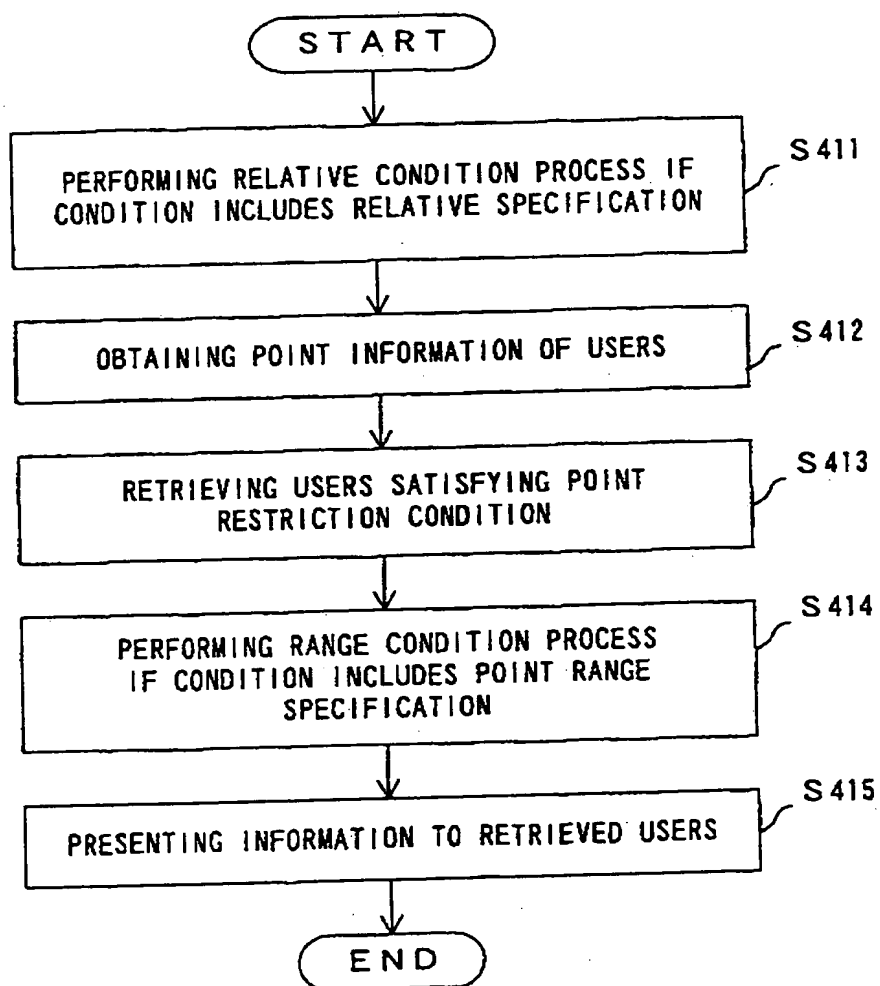 START
PERFORMING RELATIVE CONDITION PROCESS IF
CONDITION INCLUDES RELATIVE SPECIFICATION
S411
OBTAINING POINT INFORMATION OF USERS
S412
RETRIEVING USERS SATISFYING POINT
RESTRICTION CONDITION
S413
PERFORMING RANGE CONDITION PROCESS
IF CONDITION INCLUDES POINT RANGE
SPECIFICATION
S414
PRESENTING INFORMATION TO RETRIEVED USERS
S415
END